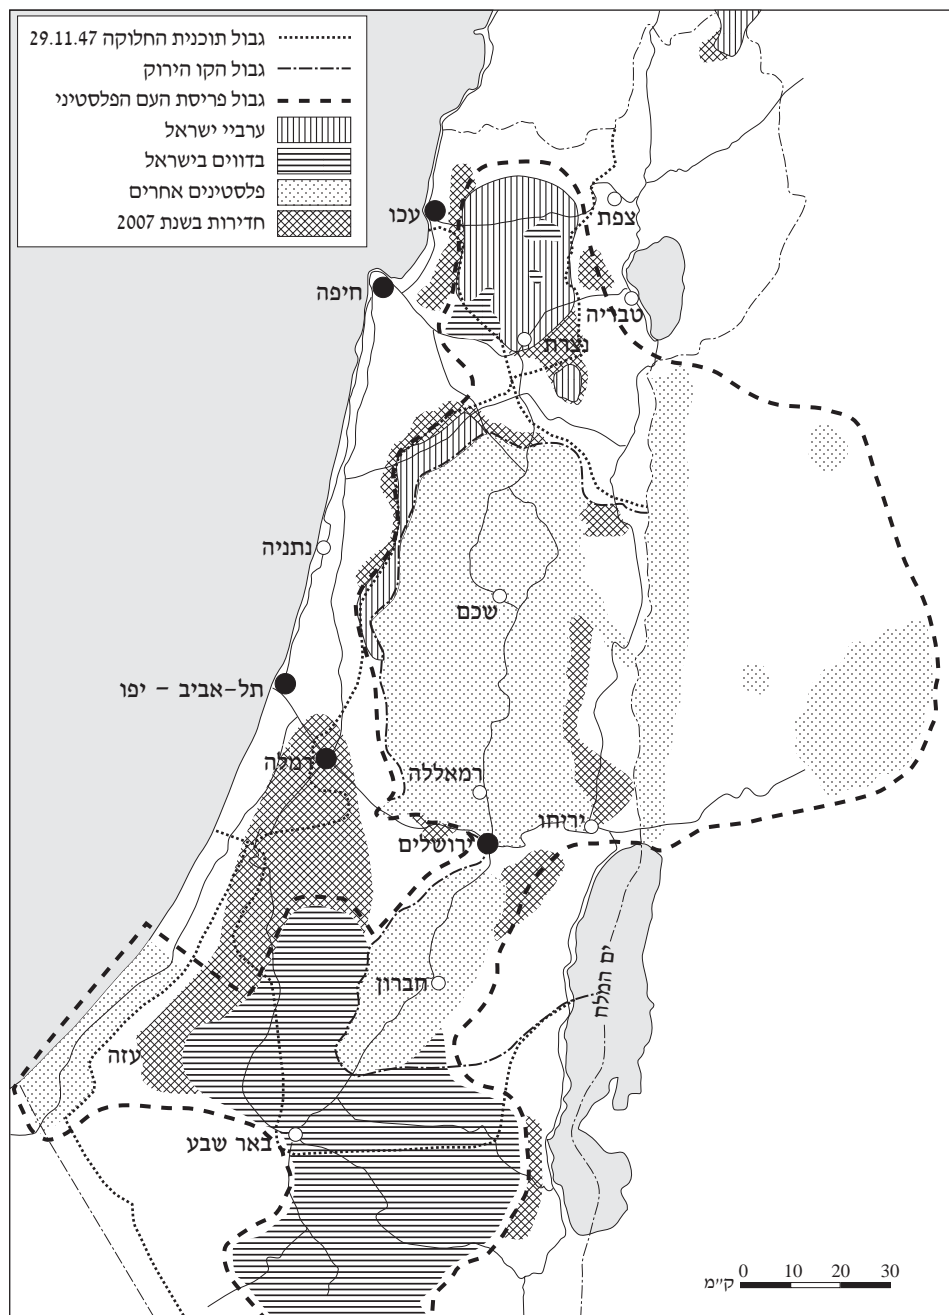 גבול תוכנית החלוקה 29.11.47
גבול הקו הירוק
גבול פריסת העם הפלסטיני
ערביי ישראל
בדווים בישראל
פלסטינים אחרים
חדירות בשנת 2007
עכו
צפת
חיפה
טבריה
נצרת
נתניה
שכם
תל-אביב - יפו
רמלה
רמאללה
יריחו
ירושלים
חברון
ים המלח
עזה
באר שבע
0 10 20 30
ק״מ